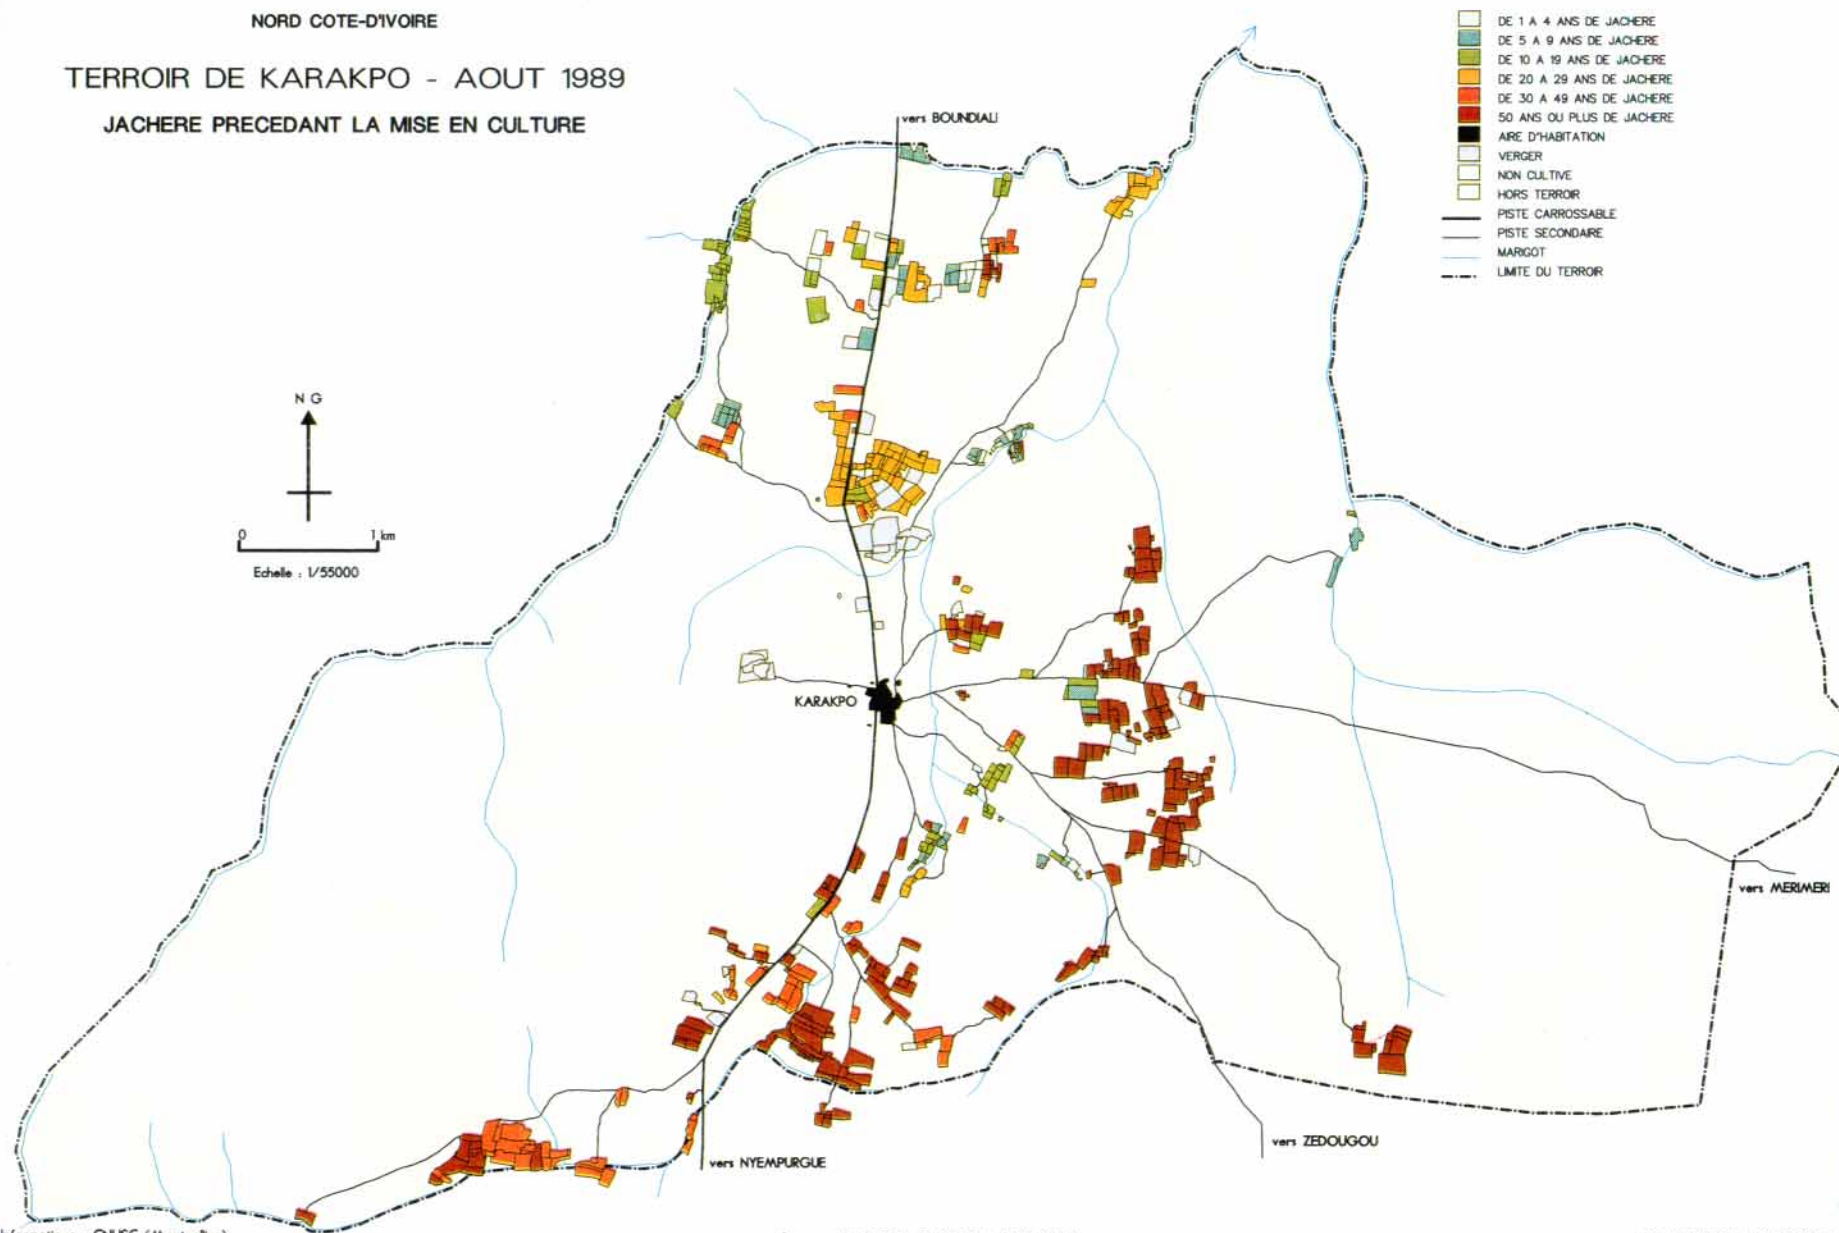 NORD COTE-D'IVOIRE
TERROIR DE KARAKPO - AOUT 1989
JACHERE PRECEDANT LA MISE EN CULTURE
DE 1 A 4 ANS DE JACHERE
DE 5 A 9 ANS DE JACHERE
DE 10 A 19 ANS DE JACHERE
DE 20 A 29 ANS DE JACHERE
DE 30 A 49 ANS DE JACHERE
50 ANS OU PLUS DE JACHERE
AIRE D'HABITATION
VERGER
NON CULTIVE
HORS TERROIR
PISTE CARROSSABLE
PISTE SECONDAIRE
MARIGOT
LIMITE DU TERROIR
vers BOUNDIALI
N G
0 1 km
Echelle : 1/55000
KARAKPO
vers MERIMERI
vers ZEDOUGOU
vers NYEMPURGUE